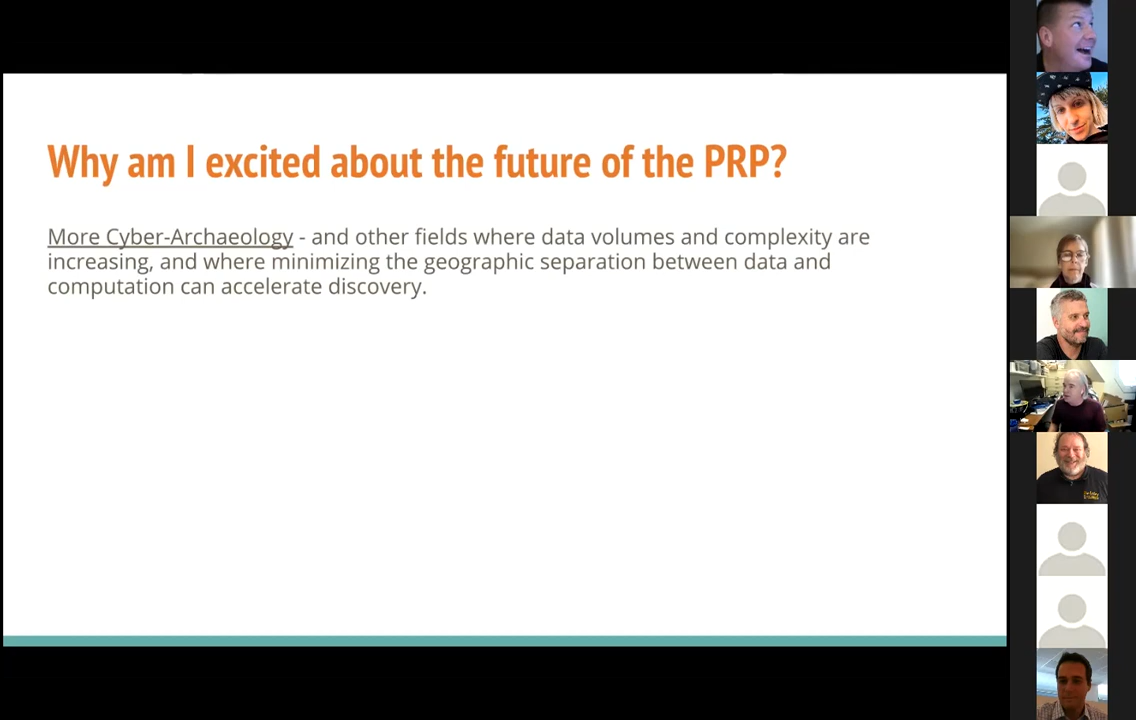 Why am I excited about the future of the PRP?
More Cyber-Archaeology - and other fields where data volumes and complexity are
increasing, and where minimizing the geographic separation between data and
computation can accelerate discovery.